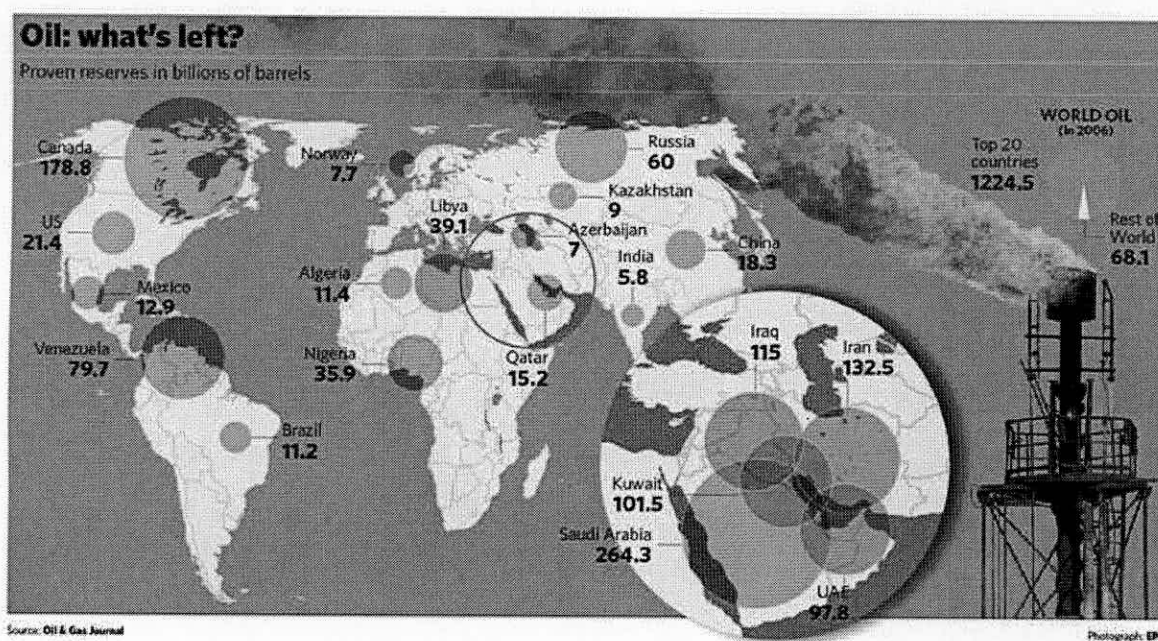 Oil: what's left?
Proven reserves in billions of barrels
Canada
178.8
US
21.4
Mexico
12.9
Venezuela
79.7
Brazil
11.2
Norway
7.7
Libya
39.1
Algeria
11.4
Nigeria
35.9
Qatar
15.2
Russia
60
Kazakhstan
9
Azerbaijan
7
India
5.8
China
18.3
Iraq
115
Iran
132.5
Kuwait
101.5
Saudi Arabia
264.3
UAE
97.8
WORLD OIL
(in 2006)
Top 20
countries
1224.5
Rest of
World
68.1
Source: Oil & Gas Journal
Photograph: